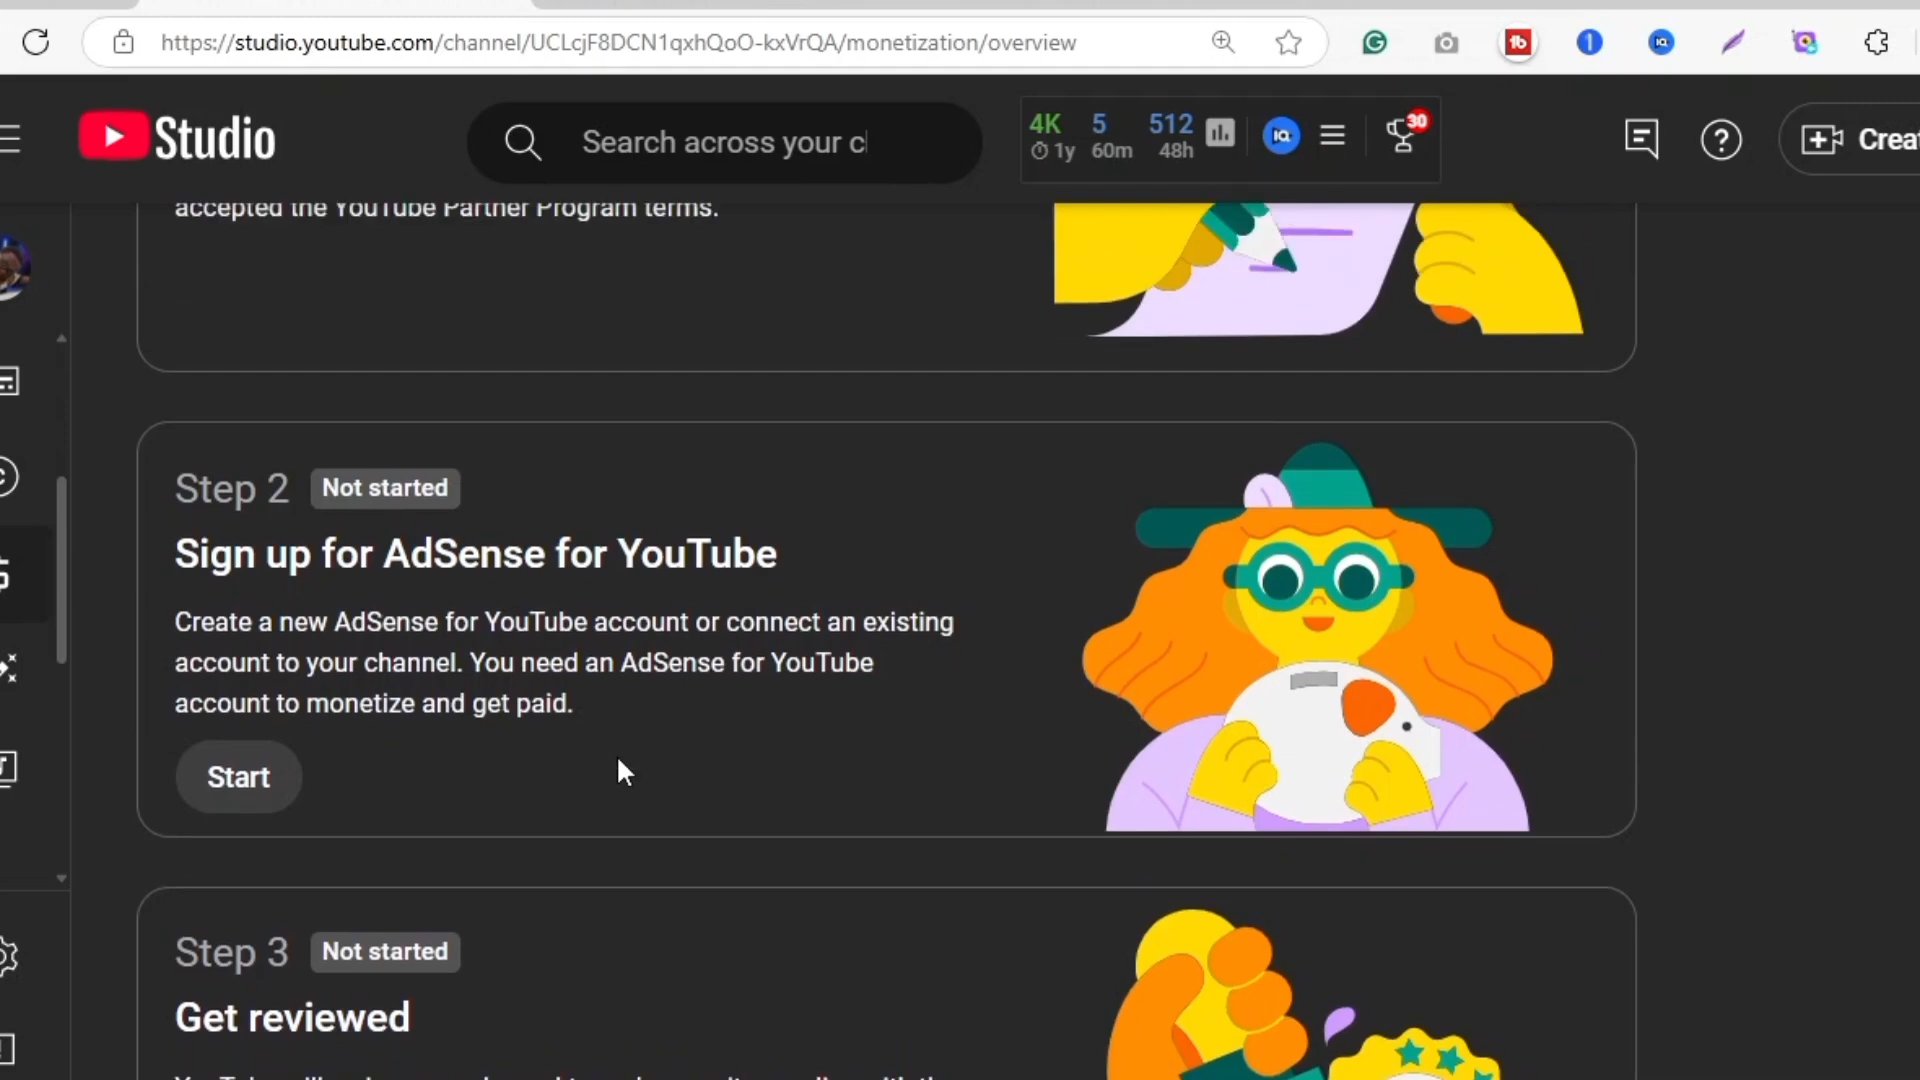 https://studio.youtube.com/channel/UCLcjF8DCN1qxhQoO-kxVrQA/monetization/overview
Studio
Search across your cl
4K 5 512
1y 60m 48h
30
Crea
accepted the YouTube Partner Program terms.
Step 2 Not started
Sign up for AdSense for YouTube
Create a new AdSense for YouTube account or connect an existing
account to your channel. You need an AdSense for YouTube
account to monetize and get paid.
Start
Step 3 Not started
Get reviewed